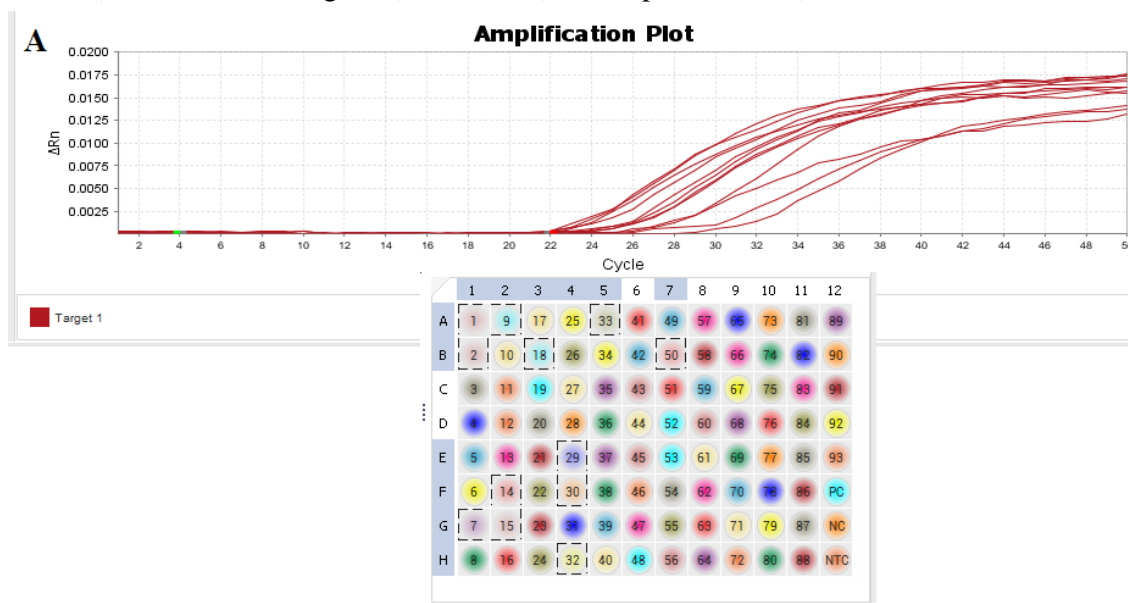 A
Amplification Plot
0.0200
0.0175
0.0150
0.0125
0.0100
0.0075
0.0050
0.0025
ΔRn
2 4 6 8 10 12 14 16 18 20 22 24 26 28 30 32 34 36 38 40 42 44 46 48
Cycle
Target 1
1 2 3 4 5 6 7 8 9 10 11 12
A 1 9 17 25 33 41 49 57 65 73 81 89
B 2 10 18 26 34 42 50 58 66 74 82 90
C 3 11 19 27 35 43 51 59 67 75 83 91
D 4 12 20 28 36 44 52 60 68 76 84 92
E 5 13 21 29 37 45 53 61 69 77 85 93
F 6 14 22 30 38 46 54 62 70 78 86 PC
G 7 15 23 31 39 47 55 63 71 79 87 NC
H 8 16 24 32 40 48 56 64 72 80 88 NTC